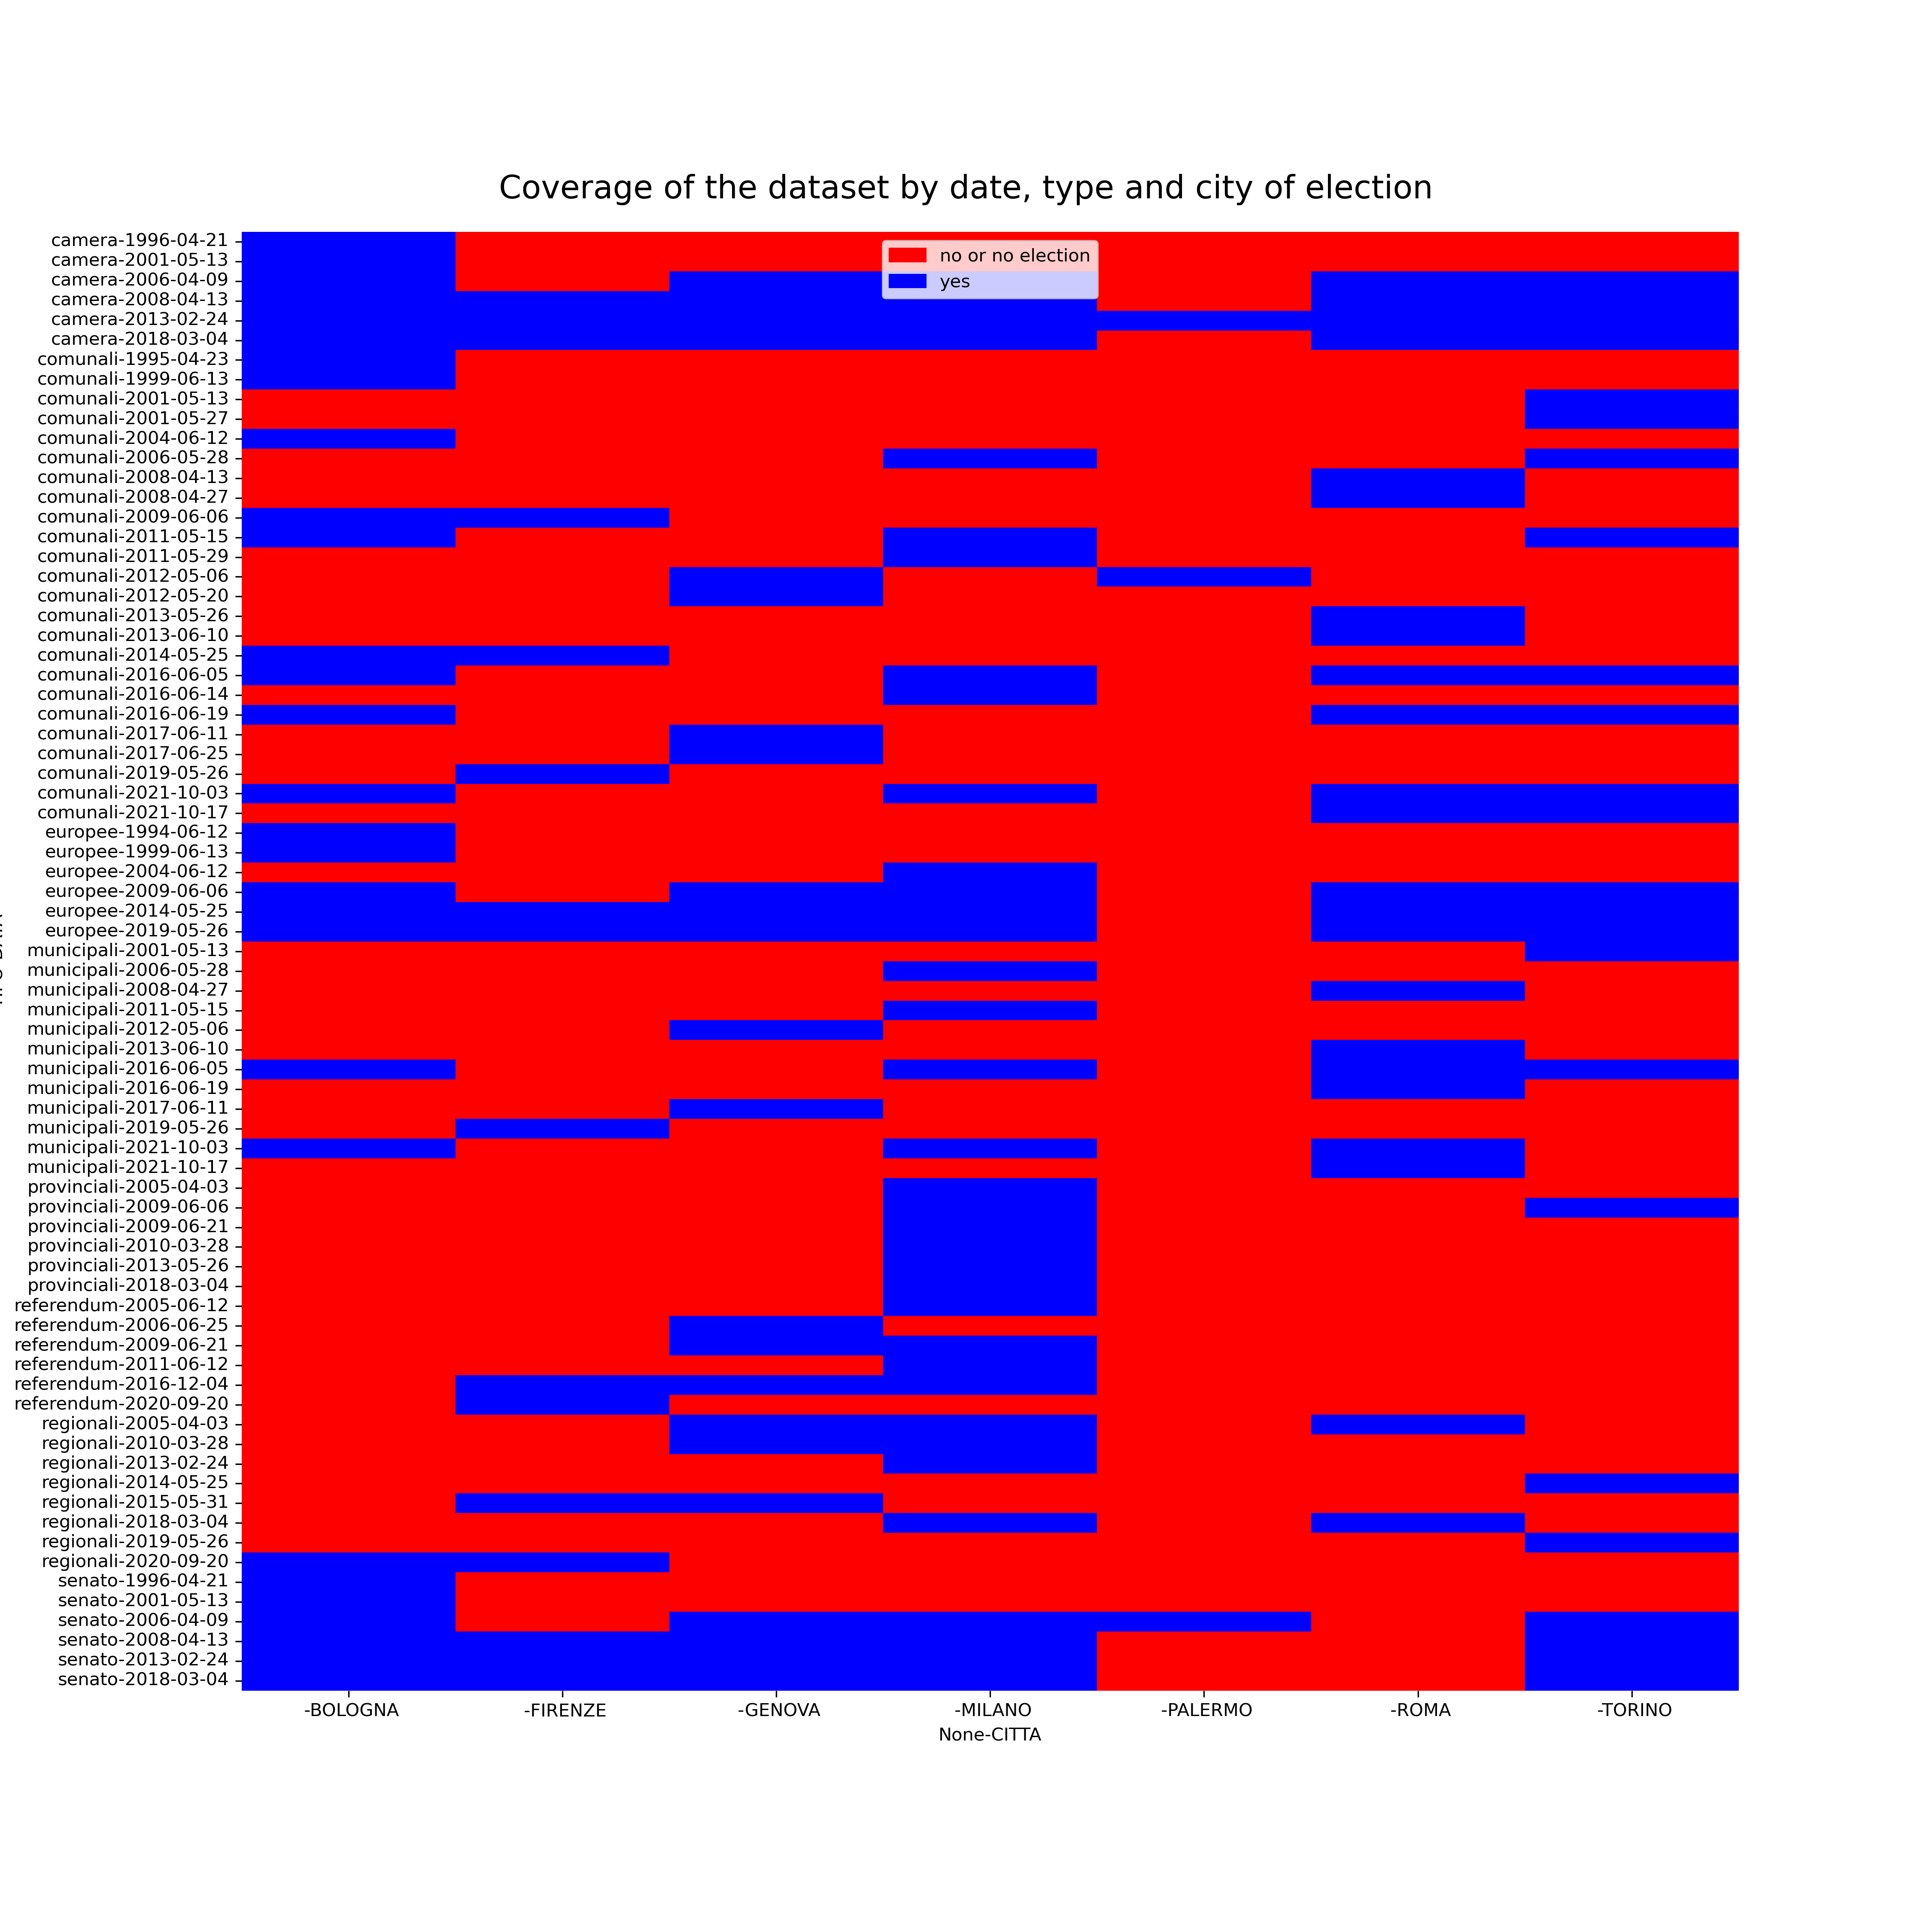 Coverage of the dataset by date, type and city of election
no or no election
yes
camera-1996-04-21
camera-2001-05-13
camera-2006-04-09
camera-2008-04-13
camera-2013-02-24
camera-2018-03-04
comunali-1995-04-23
comunali-1999-06-13
comunali-2001-05-13
comunali-2001-05-27
comunali-2004-06-12
comunali-2006-05-28
comunali-2008-04-13
comunali-2008-04-27
comunali-2009-06-06
comunali-2011-05-15
comunali-2011-05-29
comunali-2012-05-06
comunali-2012-05-20
comunali-2013-05-26
comunali-2013-06-10
comunali-2014-05-25
comunali-2016-06-05
comunali-2016-06-14
comunali-2016-06-19
comunali-2017-06-11
comunali-2017-06-25
comunali-2019-05-26
comunali-2021-10-03
comunali-2021-10-17
europee-1994-06-12
europee-1999-06-13
europee-2004-06-12
europee-2009-06-06
europee-2014-05-25
europee-2019-05-26
municipali-2001-05-13
municipali-2006-05-28
municipali-2008-04-27
municipali-2011-05-15
municipali-2012-05-06
municipali-2013-06-10
municipali-2016-06-05
municipali-2016-06-19
municipali-2017-06-11
municipali-2019-05-26
municipali-2021-10-03
municipali-2021-10-17
provinciali-2005-04-03
provinciali-2009-06-06
provinciali-2009-06-21
provinciali-2010-03-28
provinciali-2013-05-26
provinciali-2018-03-04
referendum-2005-06-12
referendum-2006-06-25
referendum-2009-06-21
referendum-2011-06-12
referendum-2016-12-04
referendum-2020-09-20
regionali-2005-04-03
regionali-2010-03-28
regionali-2013-02-24
regionali-2014-05-25
regionali-2015-05-31
regionali-2018-03-04
regionali-2019-05-26
regionali-2020-09-20
senato-1996-04-21
senato-2001-05-13
senato-2006-04-09
senato-2008-04-13
senato-2013-02-24
senato-2018-03-04
-BOLOGNA -FIRENZE -GENOVA -MILANO -PALERMO -ROMA -TORINO
None-CITTA